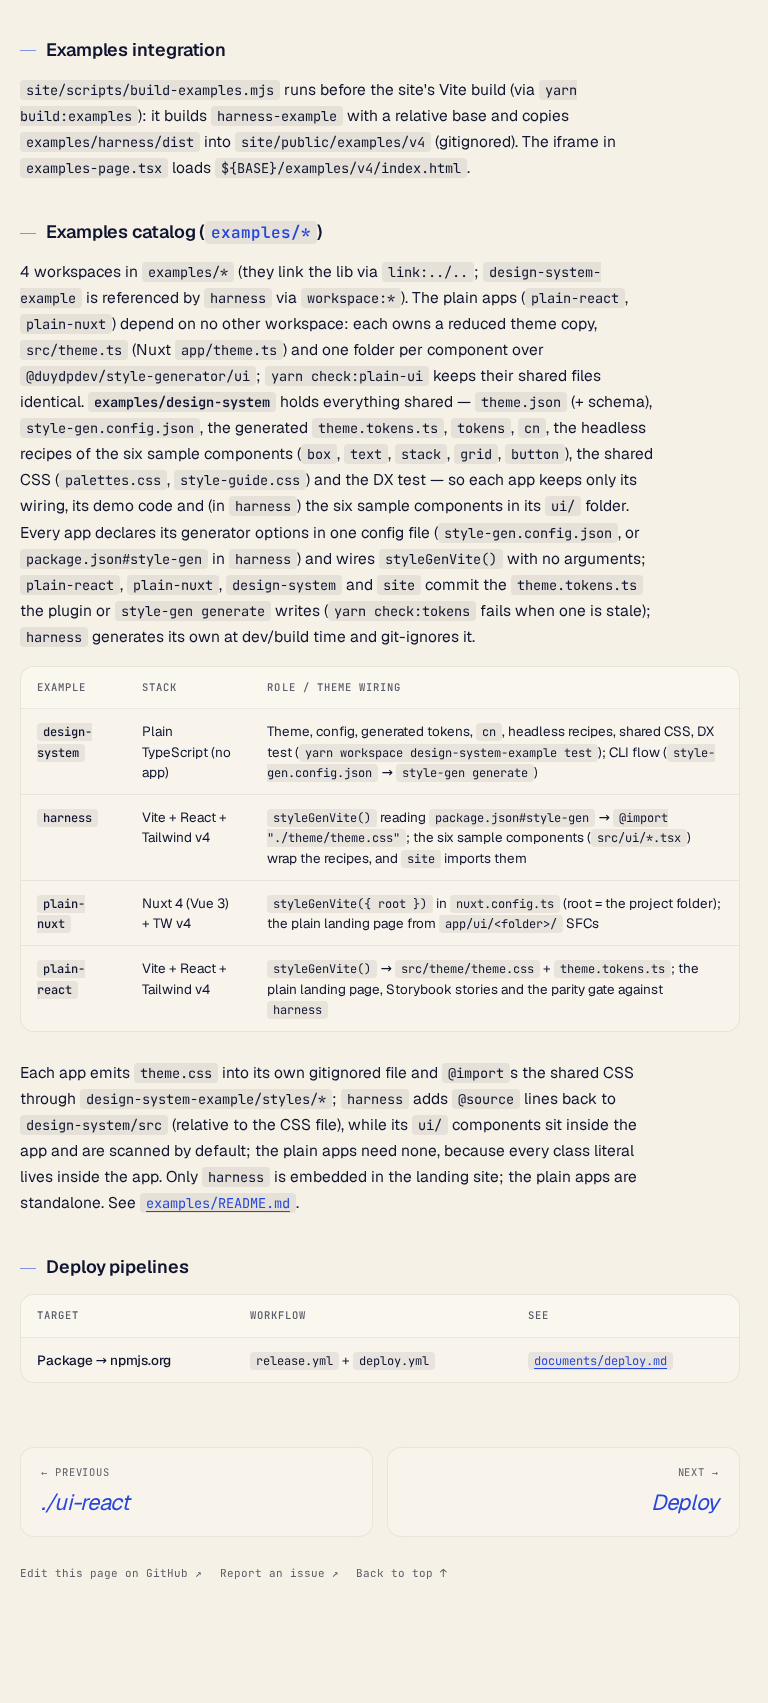 Examples integration
site/scripts/build-examples.mjs runs before the site's Vite build (via yarn
build:examples): it builds harness-example with a relative base and copies
examples/harness/dist into site/public/examples/v4 (gitignored). The iframe in
examples-page.tsx loads ${BASE}/examples/v4/index.html.
Examples catalog (examples/*)
4 workspaces in examples/* (they link the lib via link:../..; design-system-
example is referenced by harness via workspace:*). The plain apps (plain-react,
plain-nuxt) depend on no other workspace: each owns a reduced theme copy,
src/theme.ts (Nuxt app/theme.ts) and one folder per component over
@duydpdev/style-generator/ui; yarn check:plain-ui keeps their shared files
identical. examples/design-system holds everything shared — theme.json (+ schema),
style-gen.config.json, the generated theme.tokens.ts, tokens, cn, the headless
recipes of the six sample components (box, text, stack, grid, button), the shared
CSS (palettes.css, style-guide.css) and the DX test — so each app keeps only its
wiring, its demo code and (in harness) the six sample components in its ui/ folder.
Every app declares its generator options in one config file (style-gen.config.json, or
package.json#style-gen in harness) and wires styleGenVite() with no arguments;
plain-react, plain-nuxt, design-system and site commit the theme.tokens.ts
the plugin or style-gen generate writes (yarn check:tokens fails when one is stale);
harness generates its own at dev/build time and git-ignores it.
EXAMPLE STACK ROLE / THEME WIRING
design-
system
Plain
TypeScript (no
app)
Theme, config, generated tokens, cn, headless recipes, shared CSS, DX
test (yarn workspace design-system-example test); CLI flow (style-
gen.config.json → style-gen generate)
harness
Vite + React +
Tailwind v4
styleGenVite() reading package.json#style-gen → @import
"./theme/theme.css"; the six sample components (src/ui/*.tsx)
wrap the recipes, and site imports them
plain-
nuxt
Nuxt 4 (Vue 3)
+ TW v4
styleGenVite({ root }) in nuxt.config.ts (root = the project folder);
the plain landing page from app/ui/<folder>/ SFCs
plain-
react
Vite + React +
Tailwind v4
styleGenVite() → src/theme/theme.css + theme.tokens.ts; the
plain landing page, Storybook stories and the parity gate against
harness
Each app emits theme.css into its own gitignored file and @imports the shared CSS
through design-system-example/styles/*; harness adds @source lines back to
design-system/src (relative to the CSS file), while its ui/ components sit inside the
app and are scanned by default; the plain apps need none, because every class literal
lives inside the app. Only harness is embedded in the landing site; the plain apps are
standalone. See examples/README.md.
Deploy pipelines
TARGET WORKFLOW SEE
Package → npmjs.org release.yml + deploy.yml documents/deploy.md
← PREVIOUS
./ui-react
NEXT →
Deploy
Edit this page on GitHub ↗ Report an issue ↗ Back to top ↑